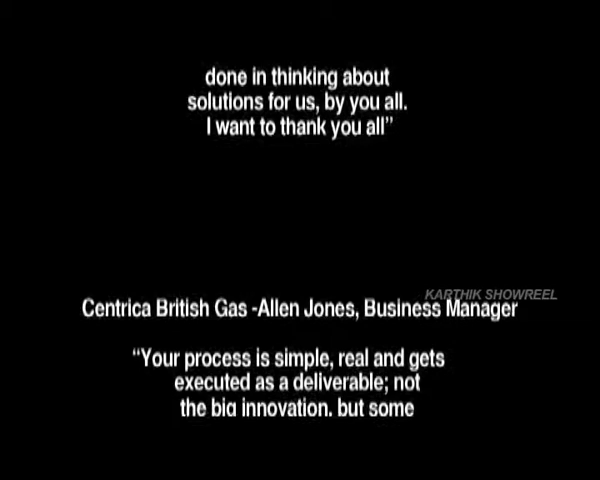 done in thinking about
solutions for us, by you all.
I want to thank you all”
KARTHIK SHOWREEL
Centrica British Gas -Allen Jones, Business Manager
“Your process is simple, real and gets
executed as a deliverable; not
the big innovation. but some